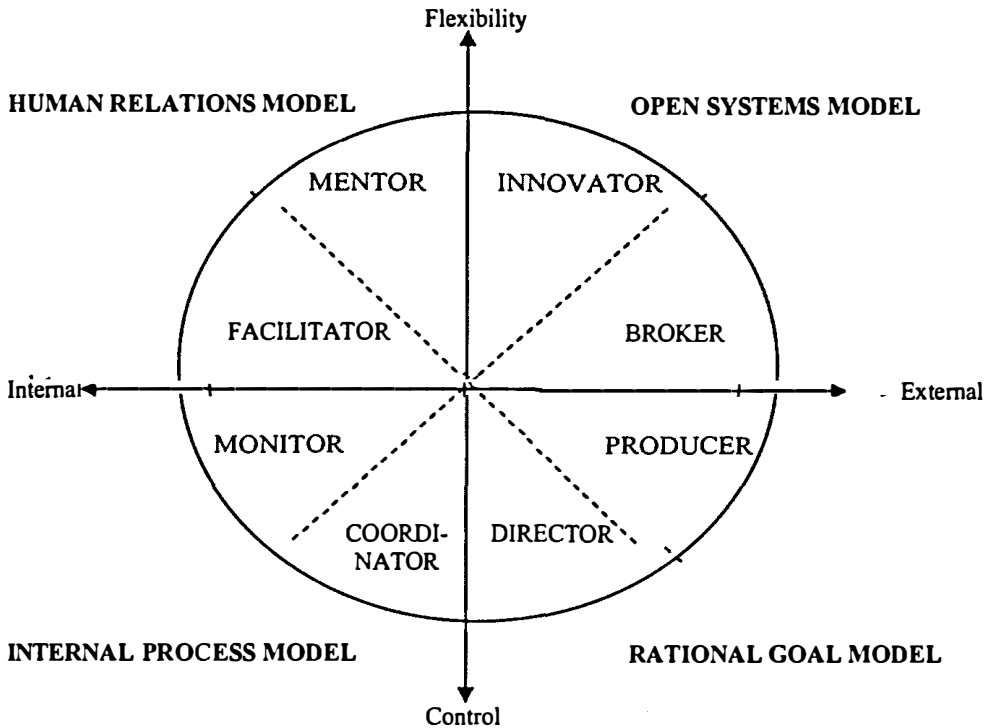 Flexibility
HUMAN RELATIONS MODEL
OPEN SYSTEMS MODEL
MENTOR
INNOVATOR
FACILITATOR
BROKER
Internal
External
MONITOR
PRODUCER
COORDI-
NATOR
DIRECTOR
INTERNAL PROCESS MODEL
RATIONAL GOAL MODEL
Control